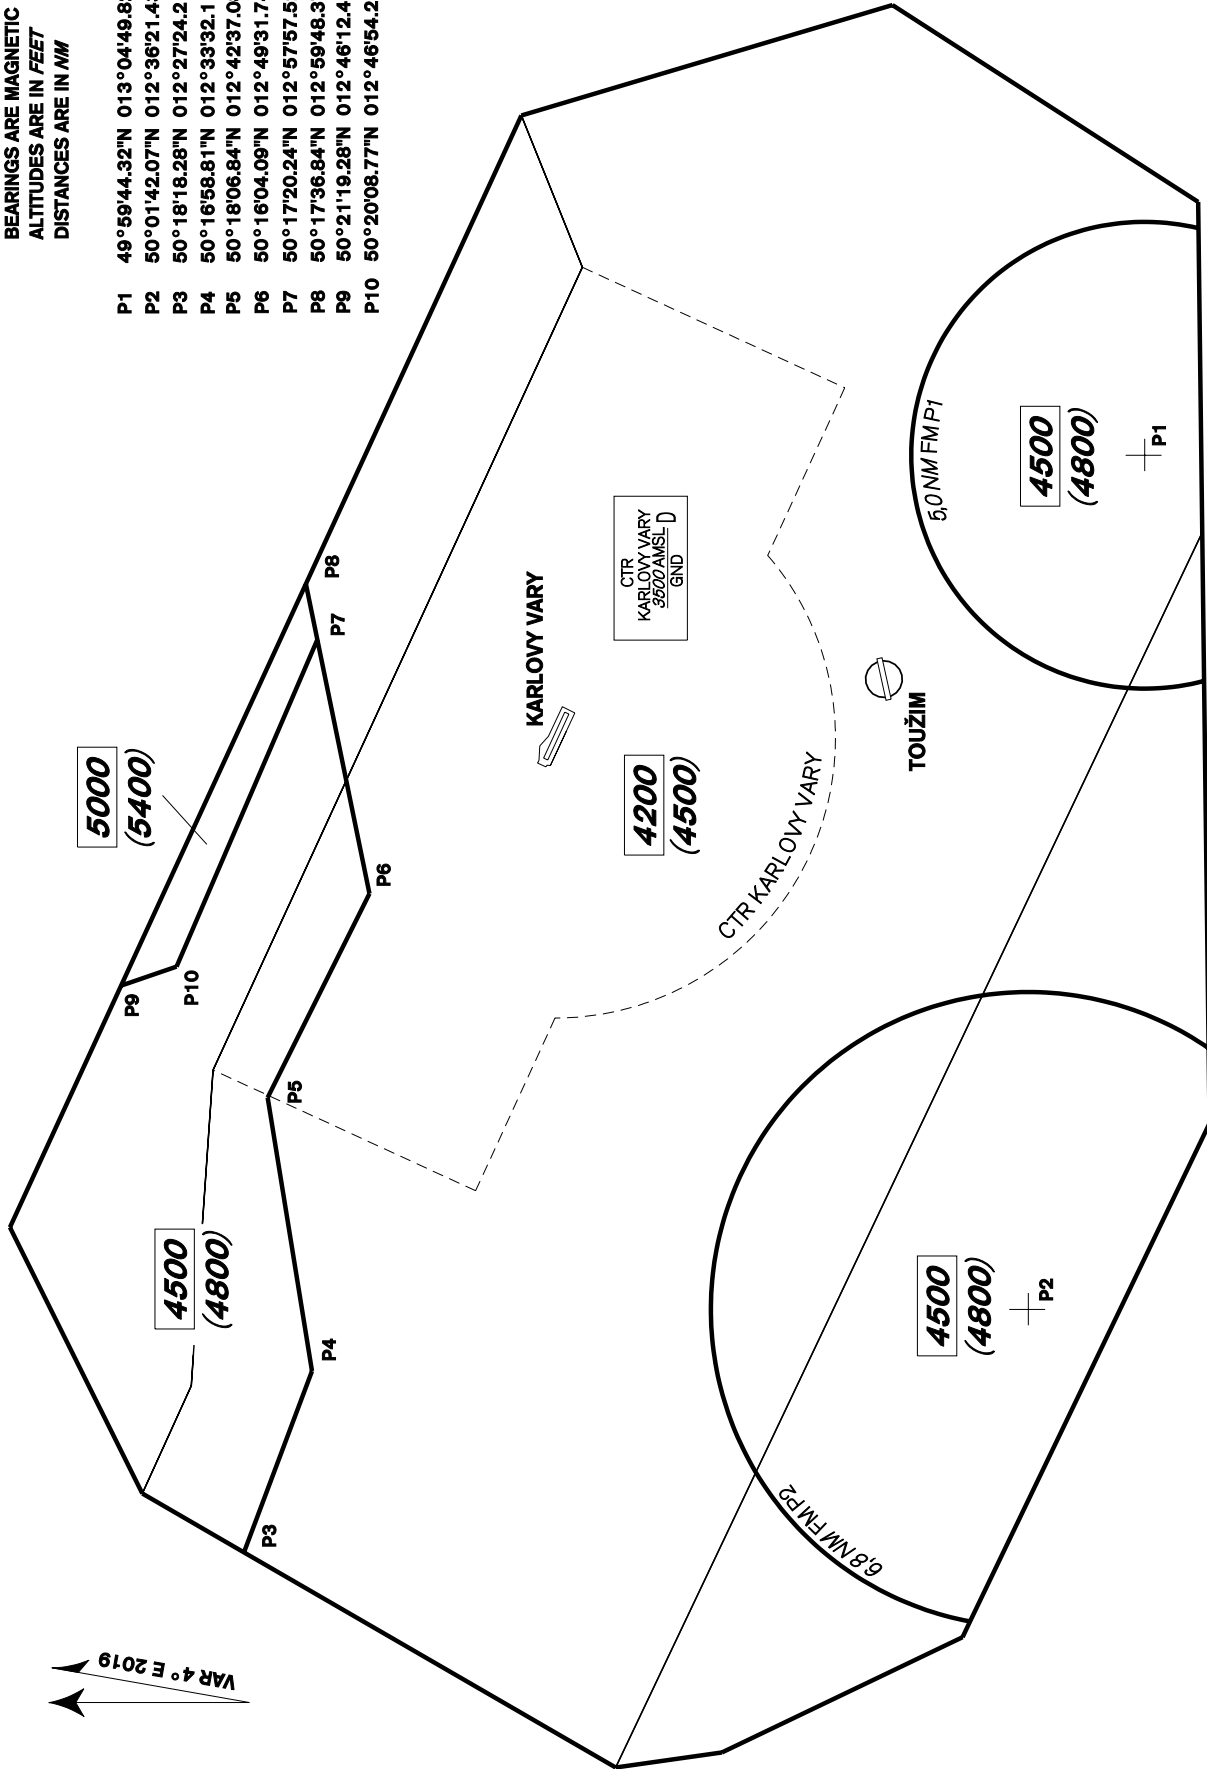 BEARINGS ARE MAGNETIC
ALTITUDES ARE IN FEET
DISTANCES ARE IN NM
P1 49°59'44.32"N 013°04'49.8
P2 50°01'42.07"N 012°36'21.4
P3 50°18'18.28"N 012°27'24.2
P4 50°16'58.81"N 012°33'32.1
P5 50°18'06.84"N 012°42'37.0
P6 50°16'04.09"N 012°49'31.7
P7 50°17'20.24"N 012°57'57.5
P8 50°17'36.84"N 012°59'48.3
P9 50°21'19.28"N 012°46'12.4
P10 50°20'08.77"N 012°46'54.2
VAR 4° E 2019
4500
(4800)
5000
(5400)
P9
P10
P8
P7
P6
P5
P4
P3
KARLOVY VARY
CTR
KARLOVY VARY
3500 AMSL D
GND
4200
(4500)
CTR KARLOVY VARY
TOUŽIM
6,8 NM FM P2
4500
(4800)
P2
5,0 NM FM P1
4500
(4800)
P1